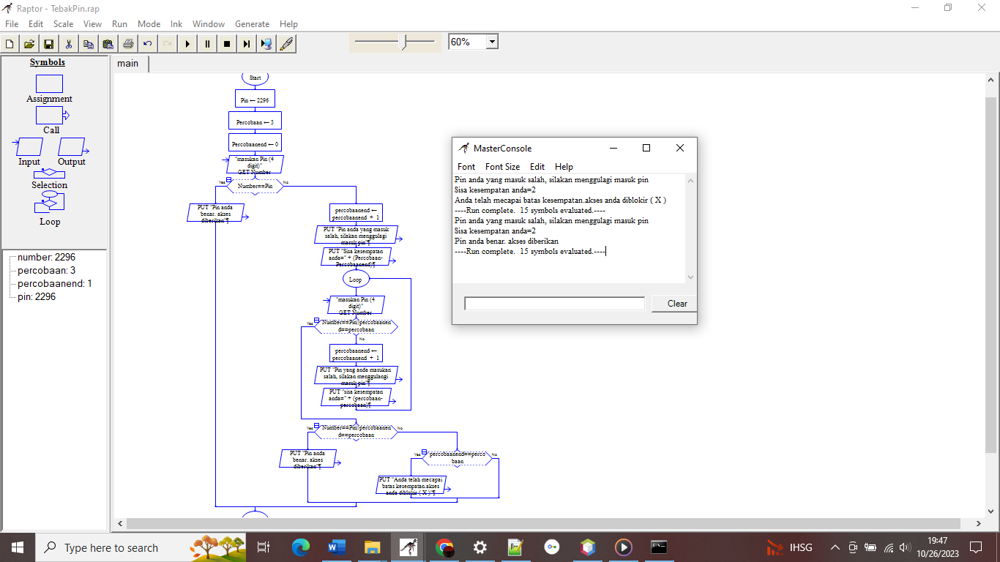 Raptor - TebakPin.rap
File Edit Scale View Run Mode Ink Window Generate Help
60%
Symbols
Assignment
Call
Input Output
Selection
Loop
number: 2296
percobaan: 3
percobaanend: 1
pin: 2296
main
Start
Pin ← 2296
Percobaan ← 3
Percobaanend ← 0
"masukan Pin (4
digit)"
GET Number
Yes
Number==Pin
No
PUT "Pin anda
benar. akses
diberikan"¶
percobaanend ←
percobaanend + 1
PUT "Pin anda yang masuk
salah, silakan menggulagi
masuk pin"¶
PUT "Sisa kesempatan
anda=" + (Percobaan-
Percobaanend)¶
Loop
"masukan Pin (4
digit)"
GET Number
Yes
Number==Pin||percobaanen
d==percobaan
No
percobaanend ←
percobaanend + 1
PUT "Pin yang anda masukan
salah, silakan menggulangi
masuk pin"¶
PUT "sisa kesempatan
anda=" + (percobaan-
percobaan)¶
Yes
Number==Pin||percobaanen
d==percobaan
No
PUT "Pin anda
benar. akses
diberikan"¶
Yes
percobaanend==perco
baan
No
PUT "Anda telah mecapai
batas kesempatan.akses
anda diblokir ( X )"¶
MasterConsole
Font Font Size Edit Help
Pin anda yang masuk salah, silakan menggulagi masuk pin
Sisa kesempatan anda=2
Anda telah mecapai batas kesempatan.akses anda diblokir ( X )
----Run complete. 15 symbols evaluated.----
Pin anda yang masuk salah, silakan menggulagi masuk pin
Sisa kesempatan anda=2
Pin anda benar. akses diberikan
----Run complete. 15 symbols evaluated.----
Clear
Type here to search
IHSG
19:47
10/26/2023